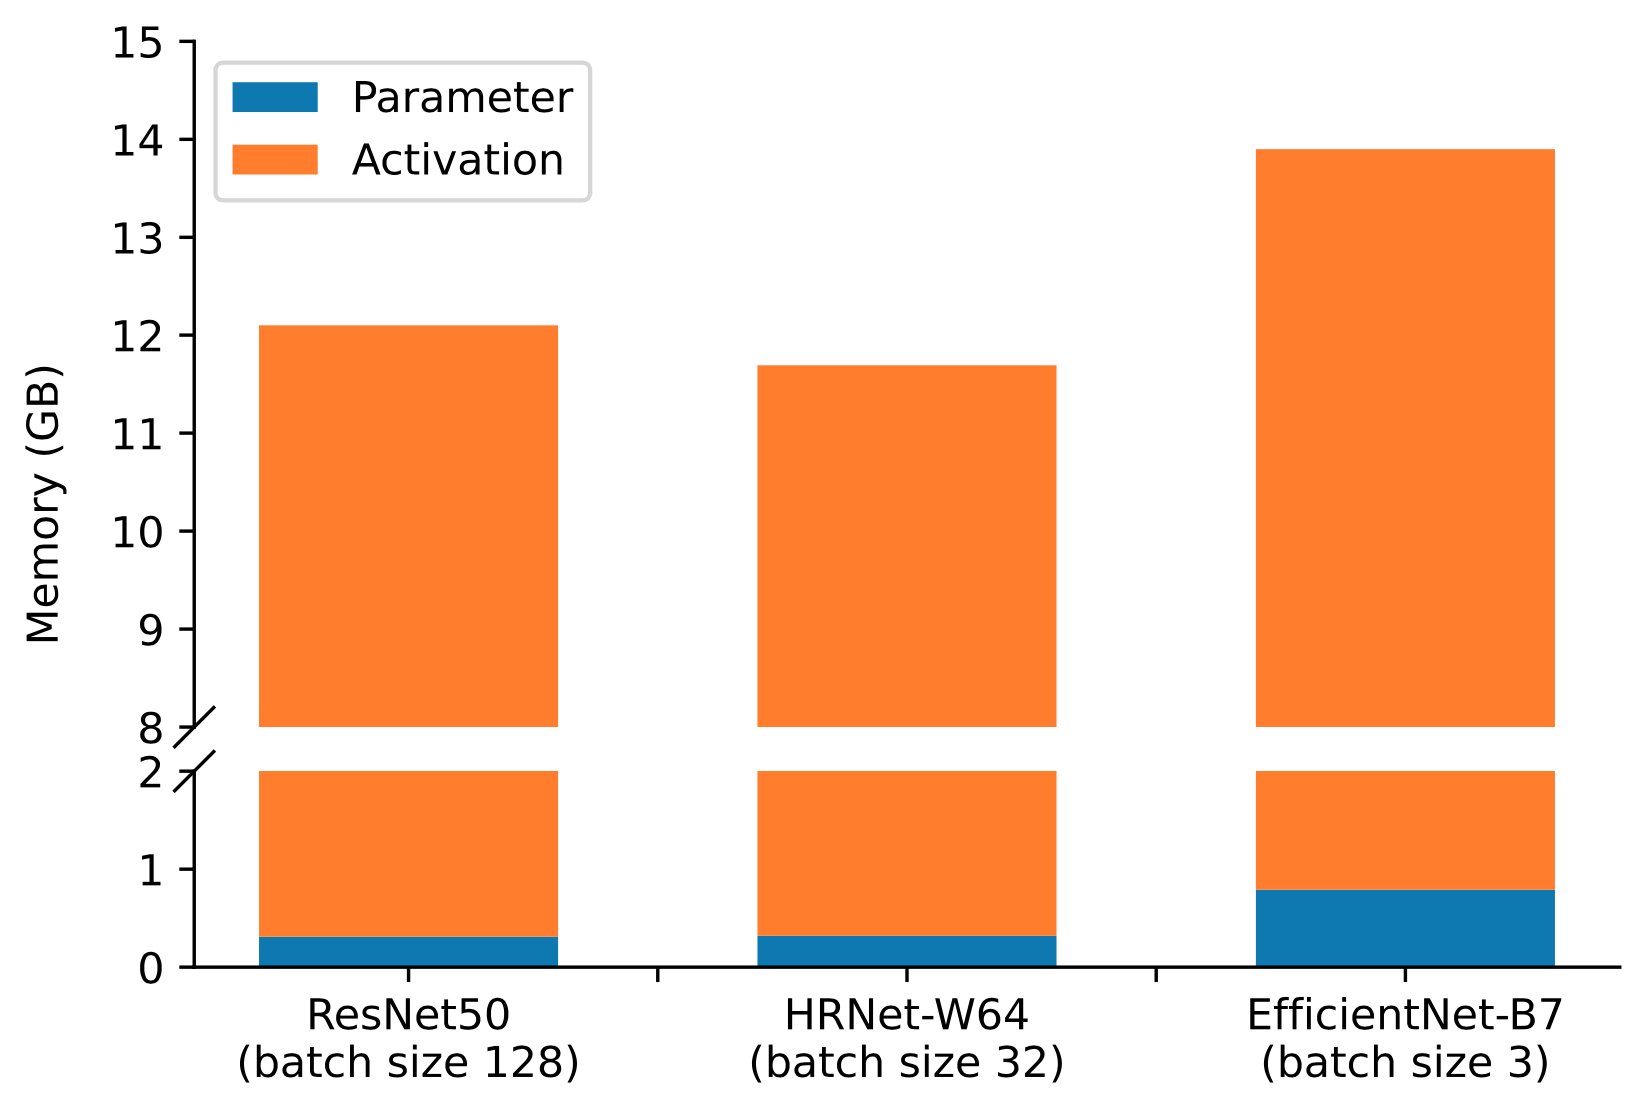 15
14
13
12
11
10
9
8
2
1
0
Memory (GB)
Parameter
Activation
ResNet50
(batch size 128)
HRNet-W64
(batch size 32)
EfficientNet-B7
(batch size 3)